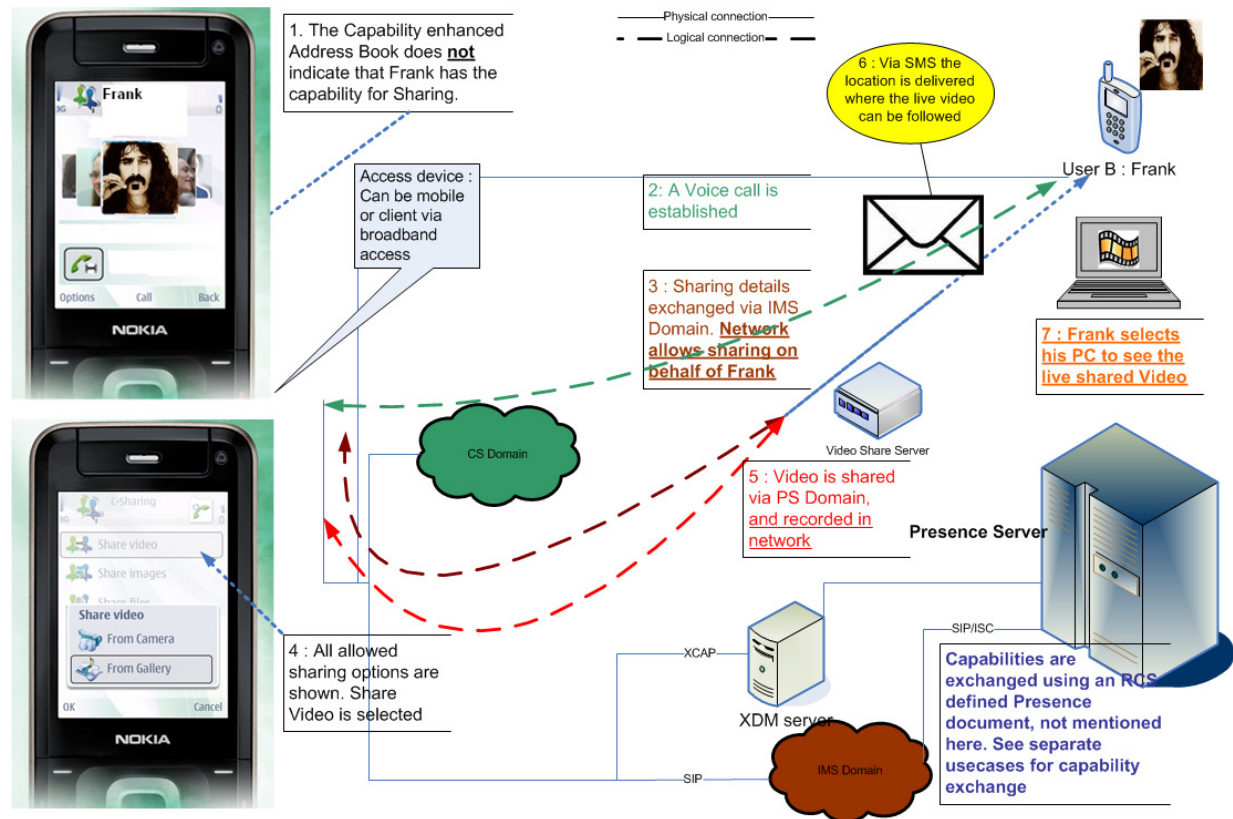 1. The Capability enhanced
Address Book does not
indicate that Frank has the
capability for Sharing.
Physical connection
Logical connection
6 : Via SMS the
location is delivered
where the live video
can be followed
User B : Frank
3G
Frank
Options
Call
Back
NOKIA
Access device :
Can be mobile
or client via
broadband
access
2: A Voice call is
established
3 : Sharing details
exchanged via IMS
Domain. Network
allows sharing on
behalf of Frank
7 : Frank selects
his PC to see the
live shared Video
CS Domain
Video Share Server
5 : Video is shared
via PS Domain,
and recorded in
network
Presence Server
3G
C-Sharing
Share video
Share images
Share files
Share video
From Camera
From Gallery
OK
Cancel
NOKIA
4 : All allowed
sharing options are
shown. Share
Video is selected
XCAP
XDM server
SIP/ISC
SIP
IMS Domain
Capabilities are
exchanged using an RCS
defined Presence
document, not mentioned
here. See separate
usecases for capability
exchange